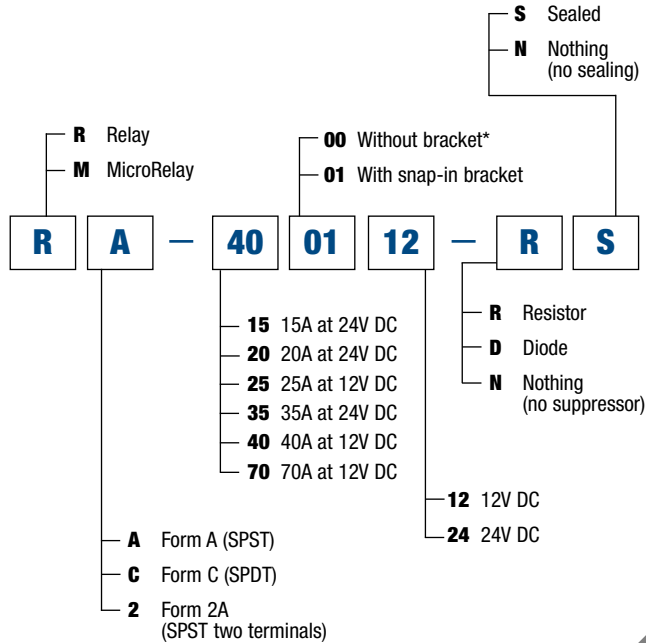 S Sealed
N Nothing
(no sealing)
R Relay
M MicroRelay
00 Without bracket*
01 With snap-in bracket
R A – 40 01 12 – R S
15 15A at 24V DC
20 20A at 24V DC
25 25A at 12V DC
35 35A at 24V DC
40 40A at 12V DC
70 70A at 12V DC
R Resistor
D Diode
N Nothing
(no suppressor)
12 12V DC
24 24V DC
A Form A (SPST)
C Form C (SPDT)
2 Form 2A
(SPST two terminals)